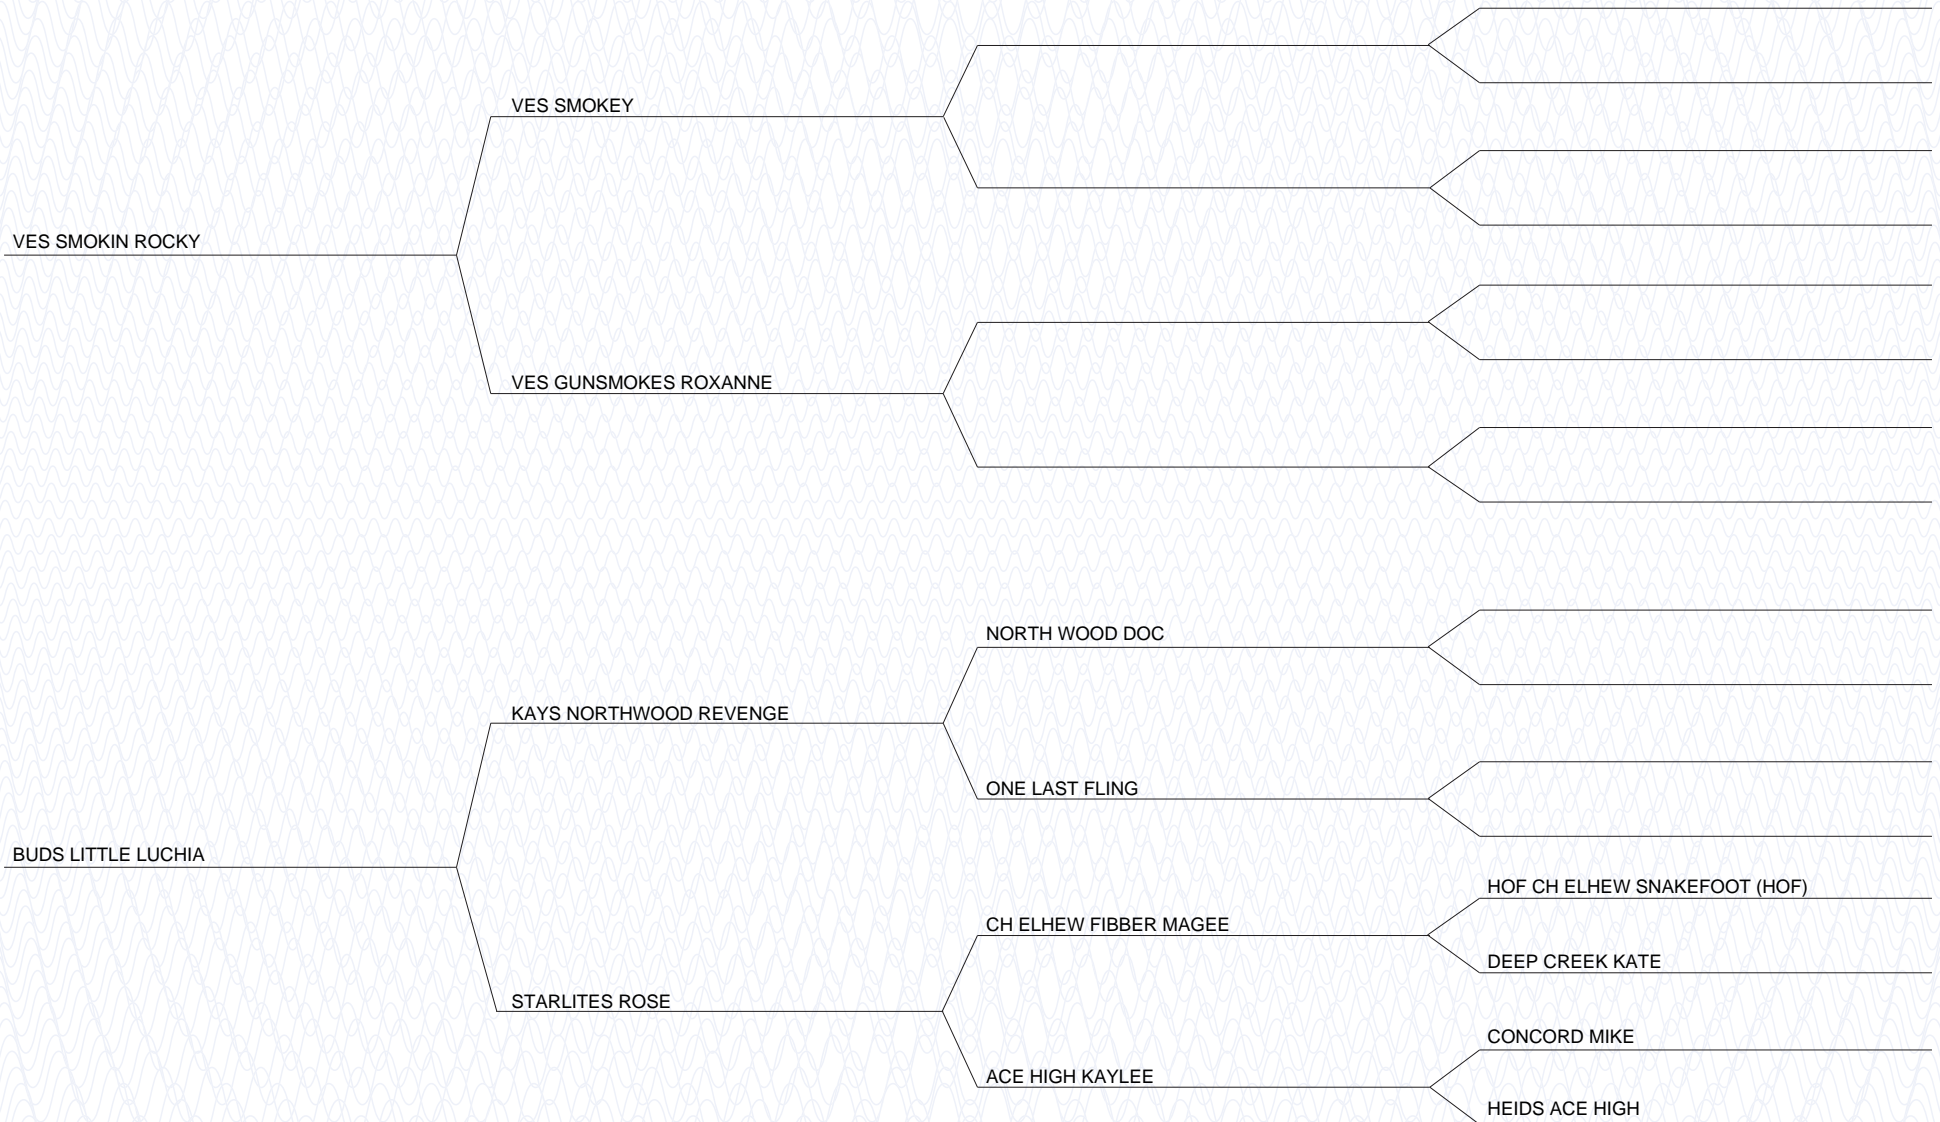 VES SMOKEY
VES SMOKIN ROCKY
VES GUNSMOKES ROXANNE
NORTH WOOD DOC
KAYS NORTHWOOD REVENGE
ONE LAST FLING
BUDS LITTLE LUCHIA
HOF CH ELHEW SNAKEFOOT (HOF)
CH ELHEW FIBBER MAGEE
DEEP CREEK KATE
STARLITES ROSE
CONCORD MIKE
ACE HIGH KAYLEE
HEIDS ACE HIGH